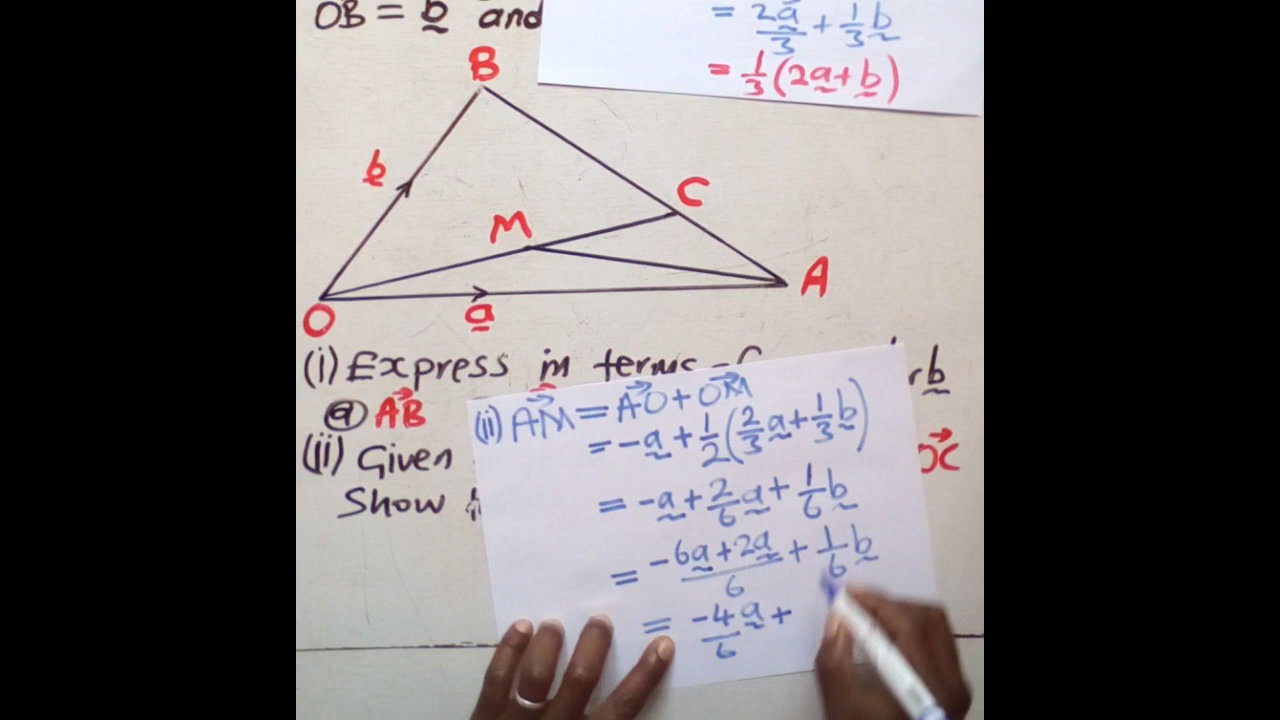 OB = b and
= 2a/3 + 1/3 b
= 1/3 (2a + b)
B
b
C
M
A
O
a
(i) Express in terms b
(a) AB
(ii) Given OC
Show
(ii) AM = AO + OM
= -a + 1/2 (2/3 a + 1/3 b)
= -a + 2/6 a + 1/6 b
= -6a + 2a/6 + 1/6 b
= -4a/6 +